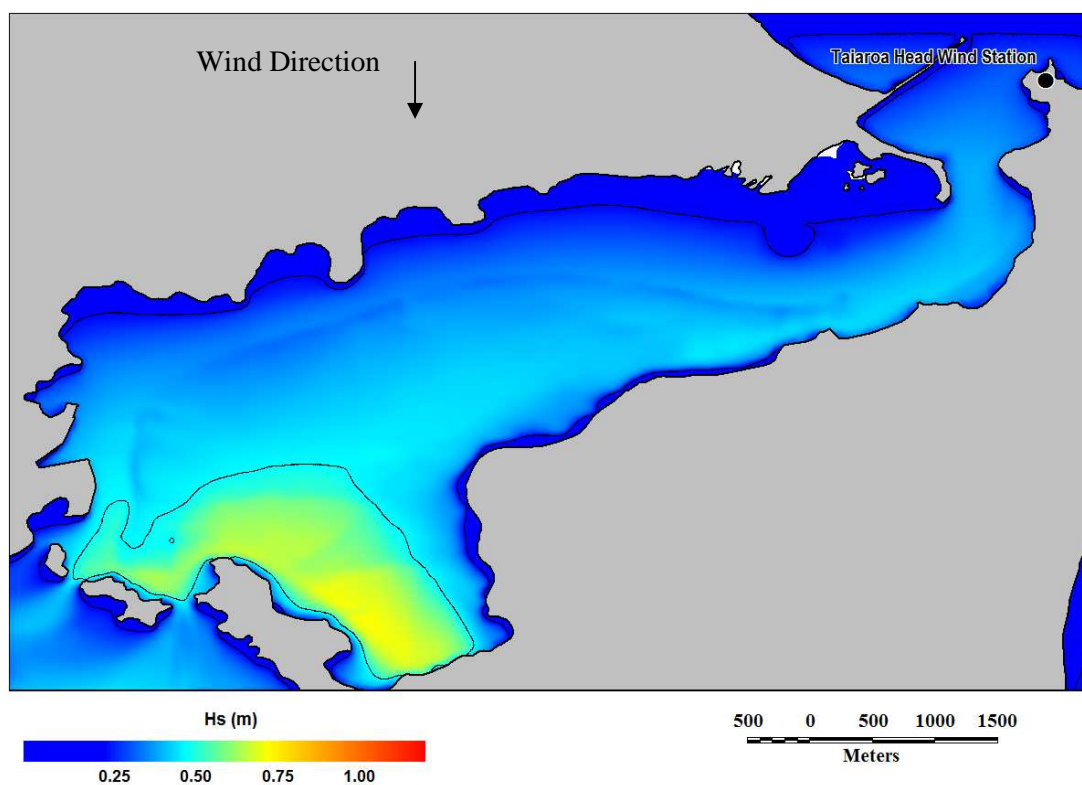 Wind Direction
Taiaroa Head Wind Station
Hs (m)
0.25 0.50 0.75 1.00
500 0 500 1000 1500
Meters